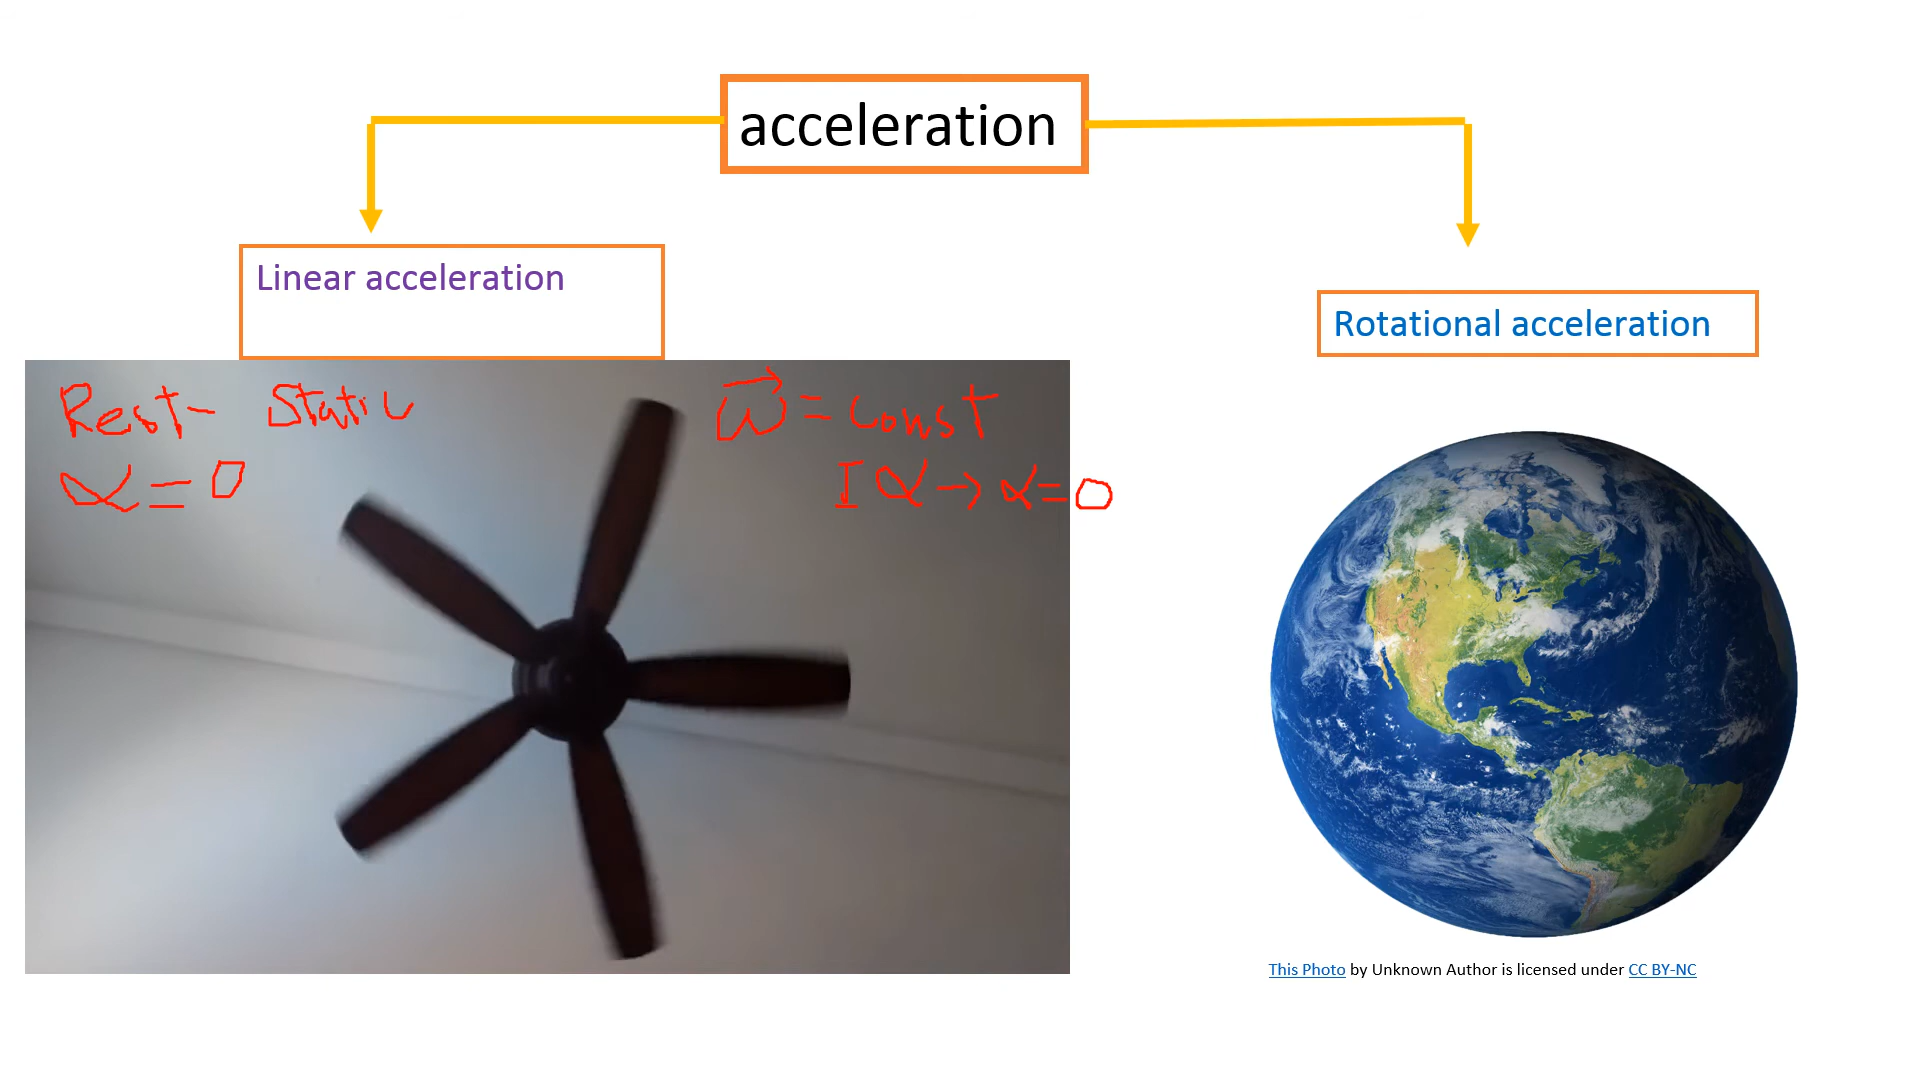 acceleration
Linear acceleration
Rotational acceleration
Rest - Static
α = 0
ω⃗ = const
I α → α = 0
This Photo by Unknown Author is licensed under CC BY-NC